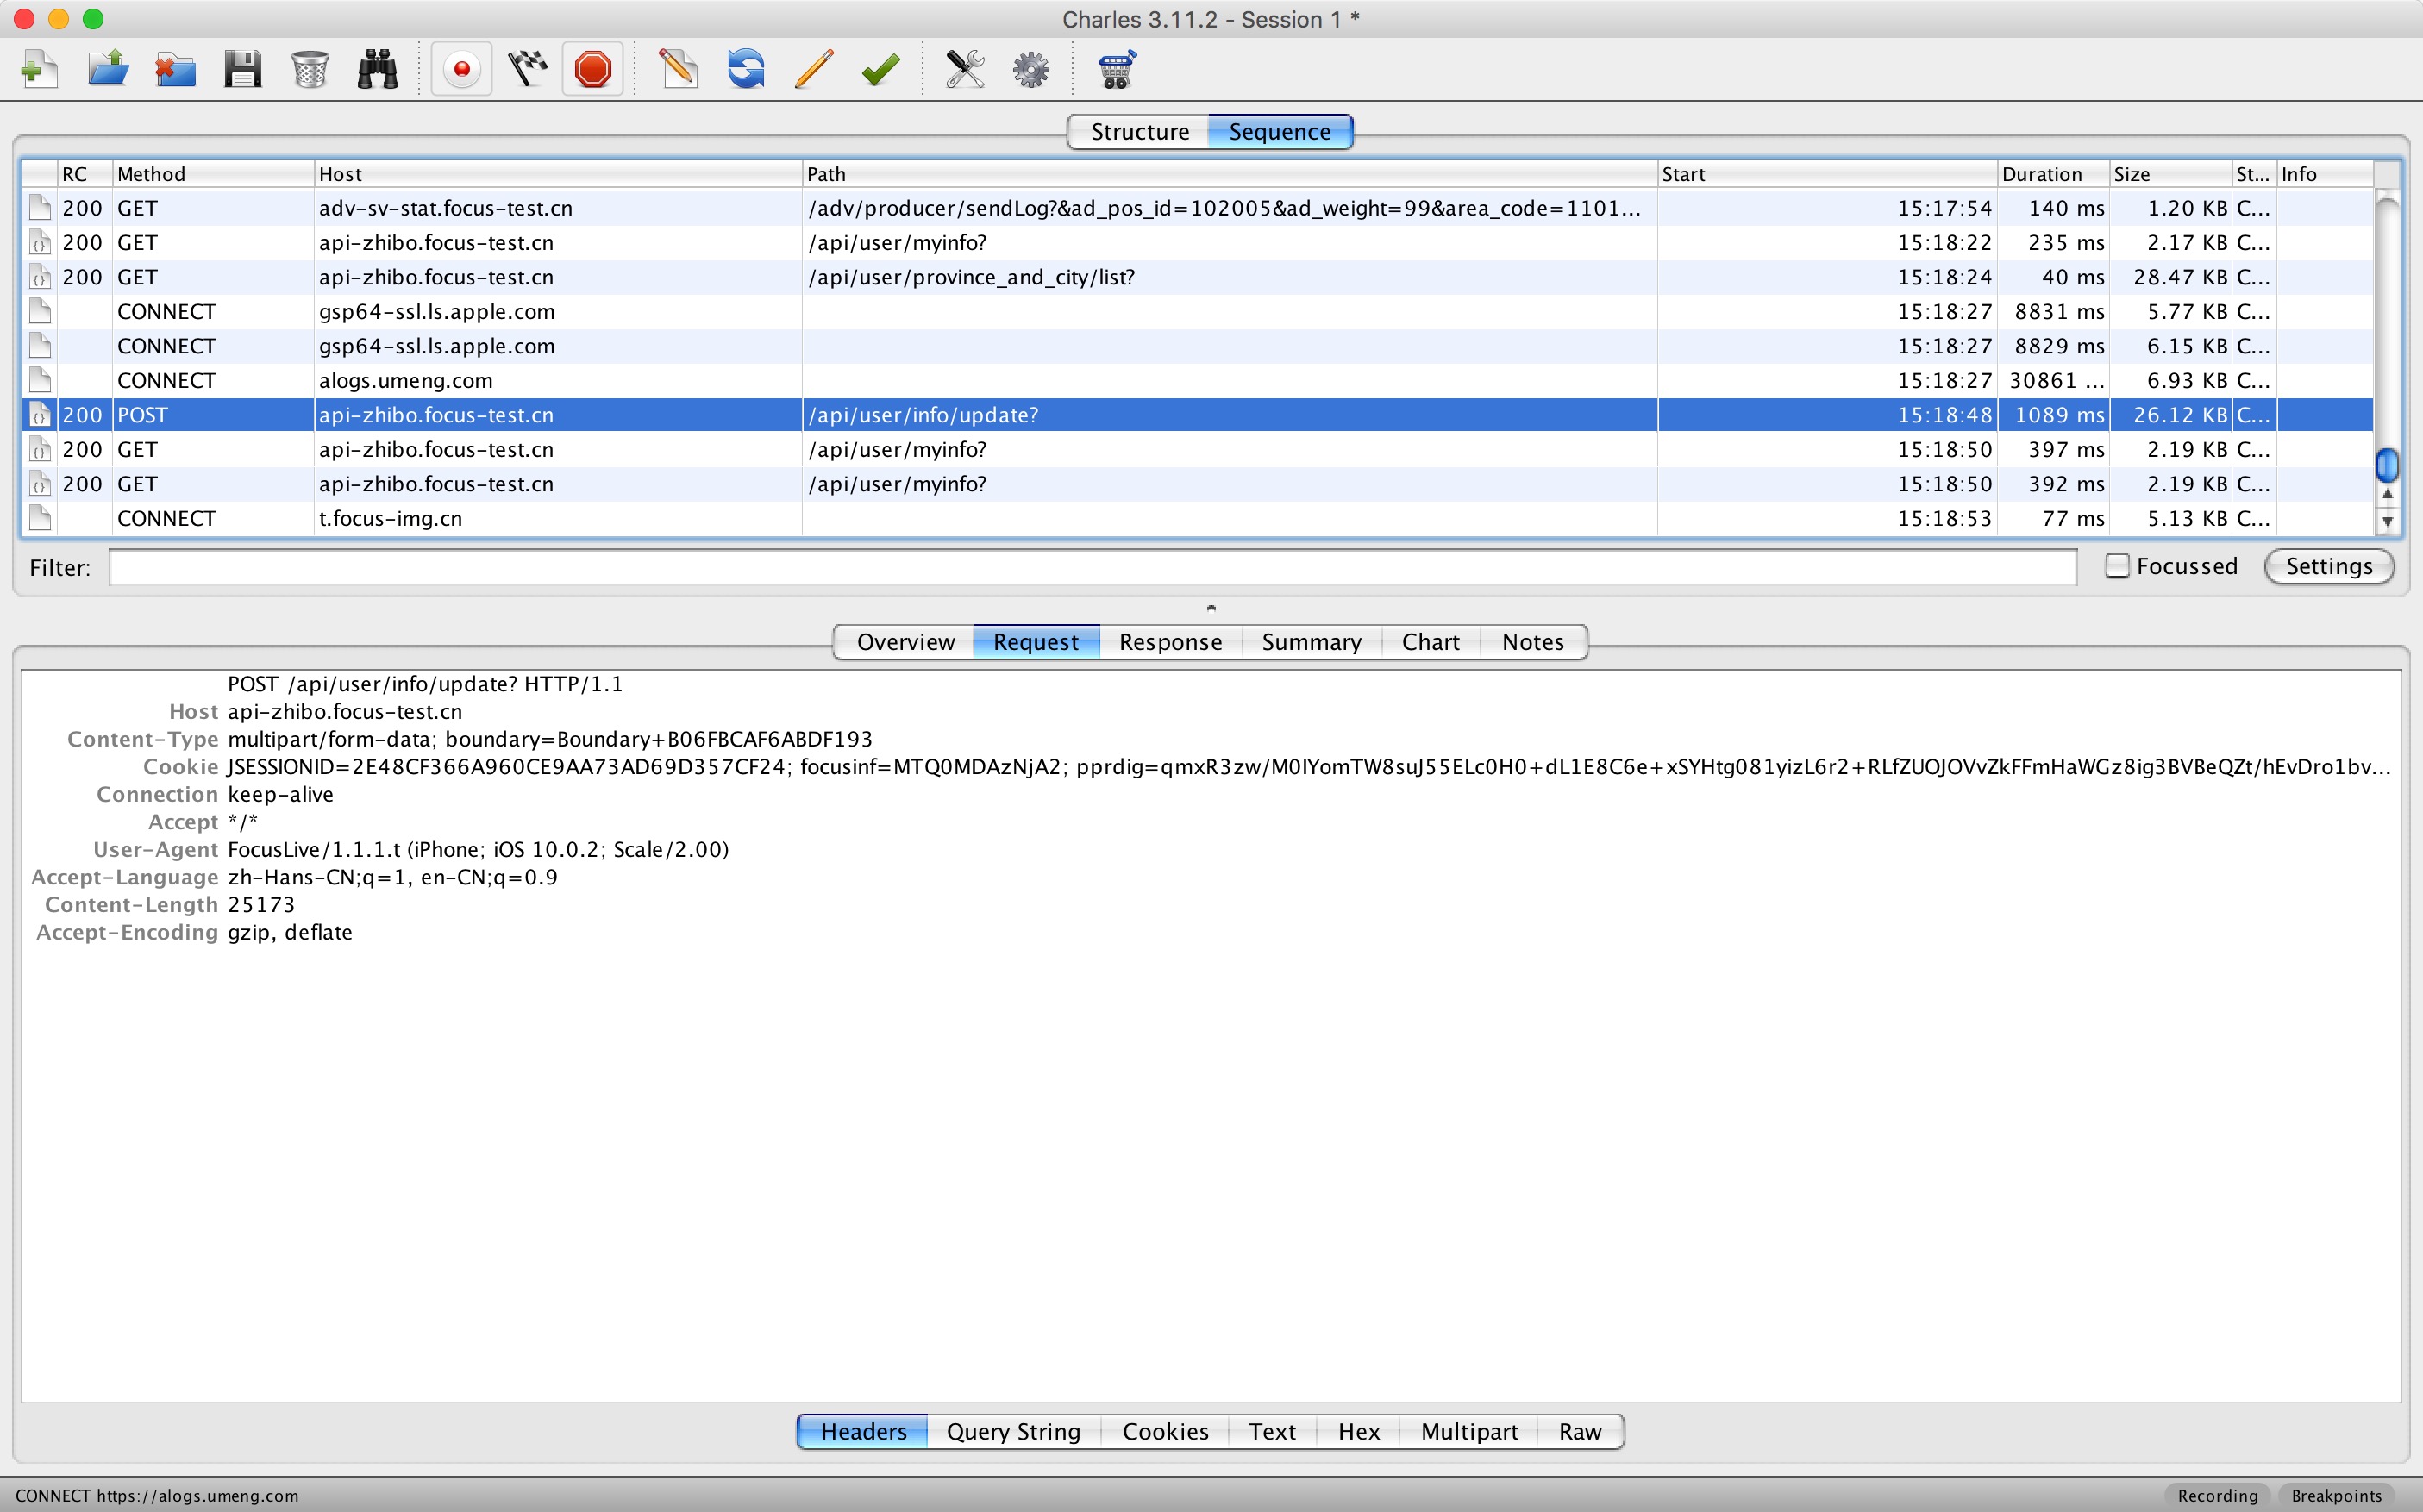 Charles 3.11.2 - Session 1 *
Structure Sequence
RC Method Host Path Start Duration Size St... Info
200 GET adv-sv-stat.focus-test.cn /adv/producer/sendLog?&ad_pos_id=102005&ad_weight=99&area_code=1101... 15:17:54 140 ms 1.20 KB C...
200 GET api-zhibo.focus-test.cn /api/user/myinfo? 15:18:22 235 ms 2.17 KB C...
200 GET api-zhibo.focus-test.cn /api/user/province_and_city/list? 15:18:24 40 ms 28.47 KB C...
CONNECT gsp64-ssl.ls.apple.com 15:18:27 8831 ms 5.77 KB C...
CONNECT gsp64-ssl.ls.apple.com 15:18:27 8829 ms 6.15 KB C...
CONNECT alogs.umeng.com 15:18:27 30861 ... 6.93 KB C...
200 POST api-zhibo.focus-test.cn /api/user/info/update? 15:18:48 1089 ms 26.12 KB C...
200 GET api-zhibo.focus-test.cn /api/user/myinfo? 15:18:50 397 ms 2.19 KB C...
200 GET api-zhibo.focus-test.cn /api/user/myinfo? 15:18:50 392 ms 2.19 KB C...
CONNECT t.focus-img.cn 15:18:53 77 ms 5.13 KB C...
Filter: Focussed Settings
Overview Request Response Summary Chart Notes
POST /api/user/info/update? HTTP/1.1
Host api-zhibo.focus-test.cn
Content-Type multipart/form-data; boundary=Boundary+B06FBCAF6ABDF193
Cookie JSESSIONID=2E48CF366A960CE9AA73AD69D357CF24; focusinf=MTQ0MDAzNjA2; pprdig=qmxR3zw/M0IYomTW8suJ55ELc0H0+dL1E8C6e+xSYHtg081yizL6r2+RLfZUOJOVvZkFFmHaWGz8ig3BVBeQZt/hEvDro1bv...
Connection keep-alive
Accept */*
User-Agent FocusLive/1.1.1.t (iPhone; iOS 10.0.2; Scale/2.00)
Accept-Language zh-Hans-CN;q=1, en-CN;q=0.9
Content-Length 25173
Accept-Encoding gzip, deflate
Headers Query String Cookies Text Hex Multipart Raw
CONNECT https://alogs.umeng.com Recording Breakpoints